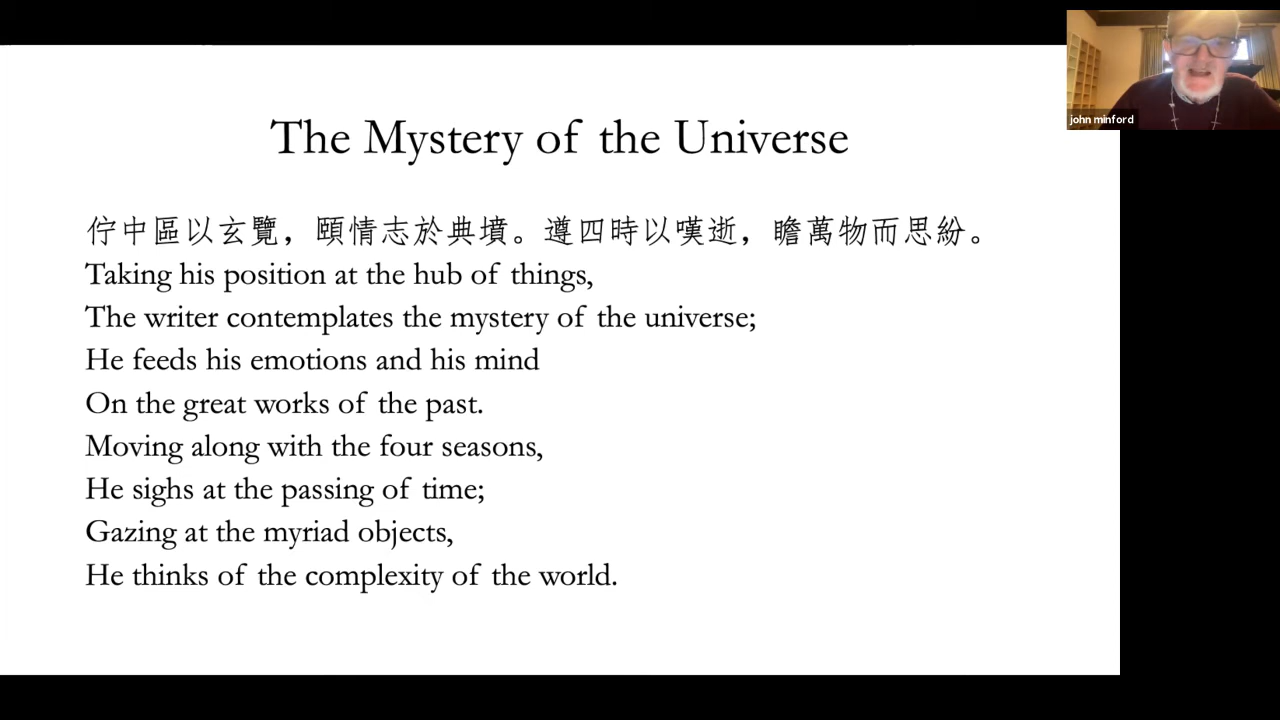 The Mystery of the Universe
john minford
佇中區以玄覽，頤情志於典墳。遵四時以嘆逝，瞻萬物而思紛。
Taking his position at the hub of things,
The writer contemplates the mystery of the universe;
He feeds his emotions and his mind
On the great works of the past.
Moving along with the four seasons,
He sighs at the passing of time;
Gazing at the myriad objects,
He thinks of the complexity of the world.